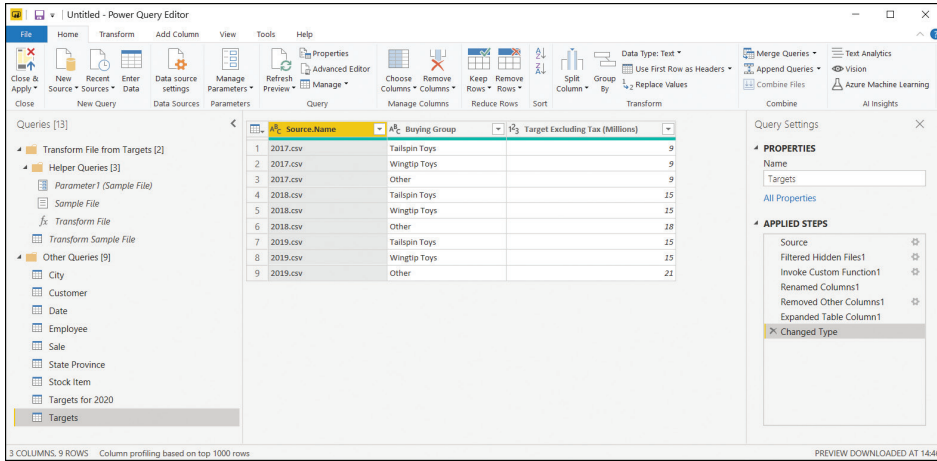 Untitled - Power Query Editor
File Home Transform Add Column View Tools Help
Close & Apply
New Source
Recent Sources
Enter Data
Data source settings
Manage Parameters
Refresh Preview
Properties
Advanced Editor
Manage
Choose Columns
Remove Columns
Keep Rows
Remove Rows
Split Column
Group By
Data Type: Text
Use First Row as Headers
Replace Values
Merge Queries
Append Queries
Combine Files
Text Analytics
Vision
Azure Machine Learning
Close New Query Data Sources Parameters Query Manage Columns Reduce Rows Sort Transform Combine AI Insights
Queries [13]
Transform File from Targets [2]
Helper Queries [3]
Parameter1 (Sample File)
Sample File
fx Transform File
Transform Sample File
Other Queries [9]
City
Customer
Date
Employee
Sale
State Province
Stock Item
Targets for 2020
Targets
ABC Source.Name ABC Buying Group 123 Target Excluding Tax (Millions)
1 2017.csv Tailspin Toys 9
2 2017.csv Wingtip Toys 9
3 2017.csv Other 9
4 2018.csv Tailspin Toys 15
5 2018.csv Wingtip Toys 15
6 2018.csv Other 18
7 2019.csv Tailspin Toys 15
8 2019.csv Wingtip Toys 15
9 2019.csv Other 21
Query Settings
PROPERTIES
Name
Targets
All Properties
APPLIED STEPS
Source
Filtered Hidden Files1
Invoke Custom Function1
Renamed Columns1
Removed Other Columns1
Expanded Table Column1
Changed Type
3 COLUMNS, 9 ROWS Column profiling based on top 1000 rows
PREVIEW DOWNLOADED AT 14:4